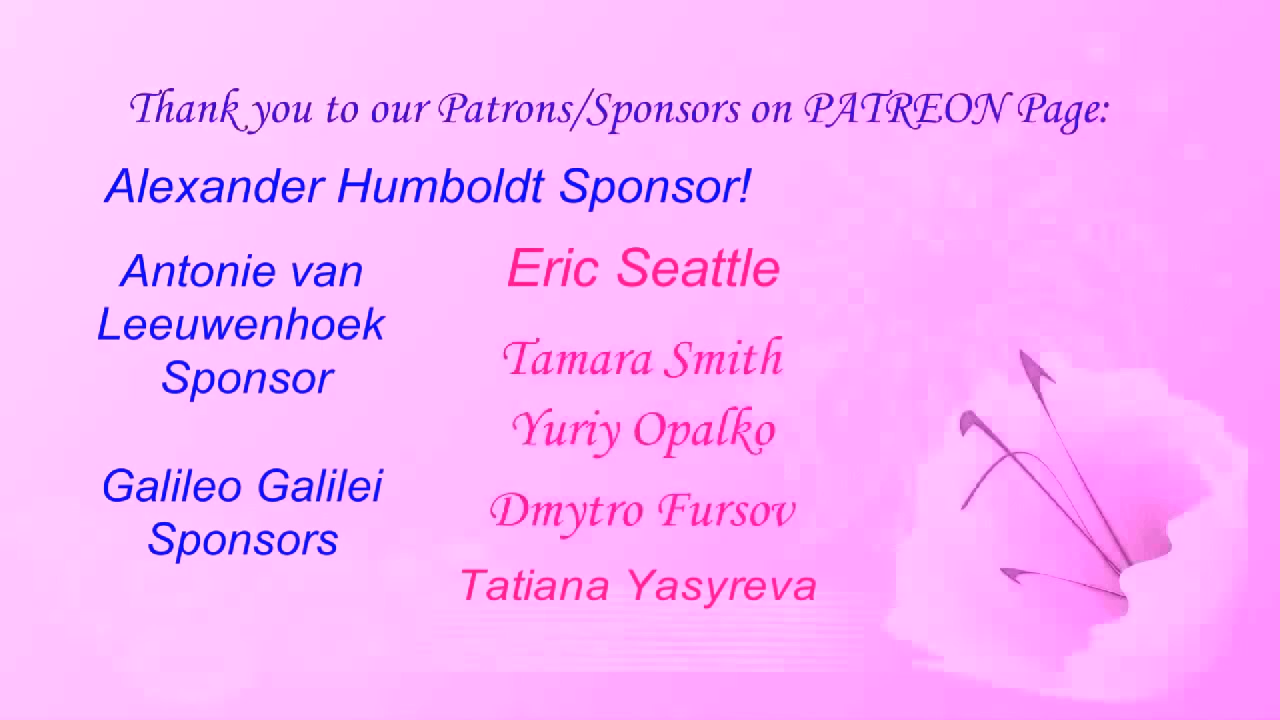 Thank you to our Patrons/Sponsors on PATREON Page:
Alexander Humboldt Sponsor!
Antonie van
Leeuwenhoek
Sponsor
Eric Seattle
Tamara Smith
Yuriy Opalko
Galileo Galilei
Sponsors
Dmytro Fursov
Tatiana Yasyreva